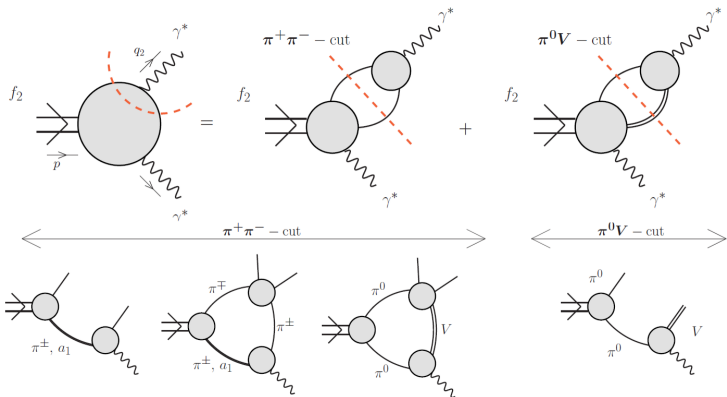 γ*
q₂
f₂
p
γ*
=
π⁺π⁻ – cut
γ*
f₂
γ*
+
π⁰V – cut
γ*
f₂
γ*
π⁺π⁻ – cut
π⁰V – cut
π±, a₁
π∓
π±
π±, a₁
π⁰
V
π⁰
π⁰
π⁰
V